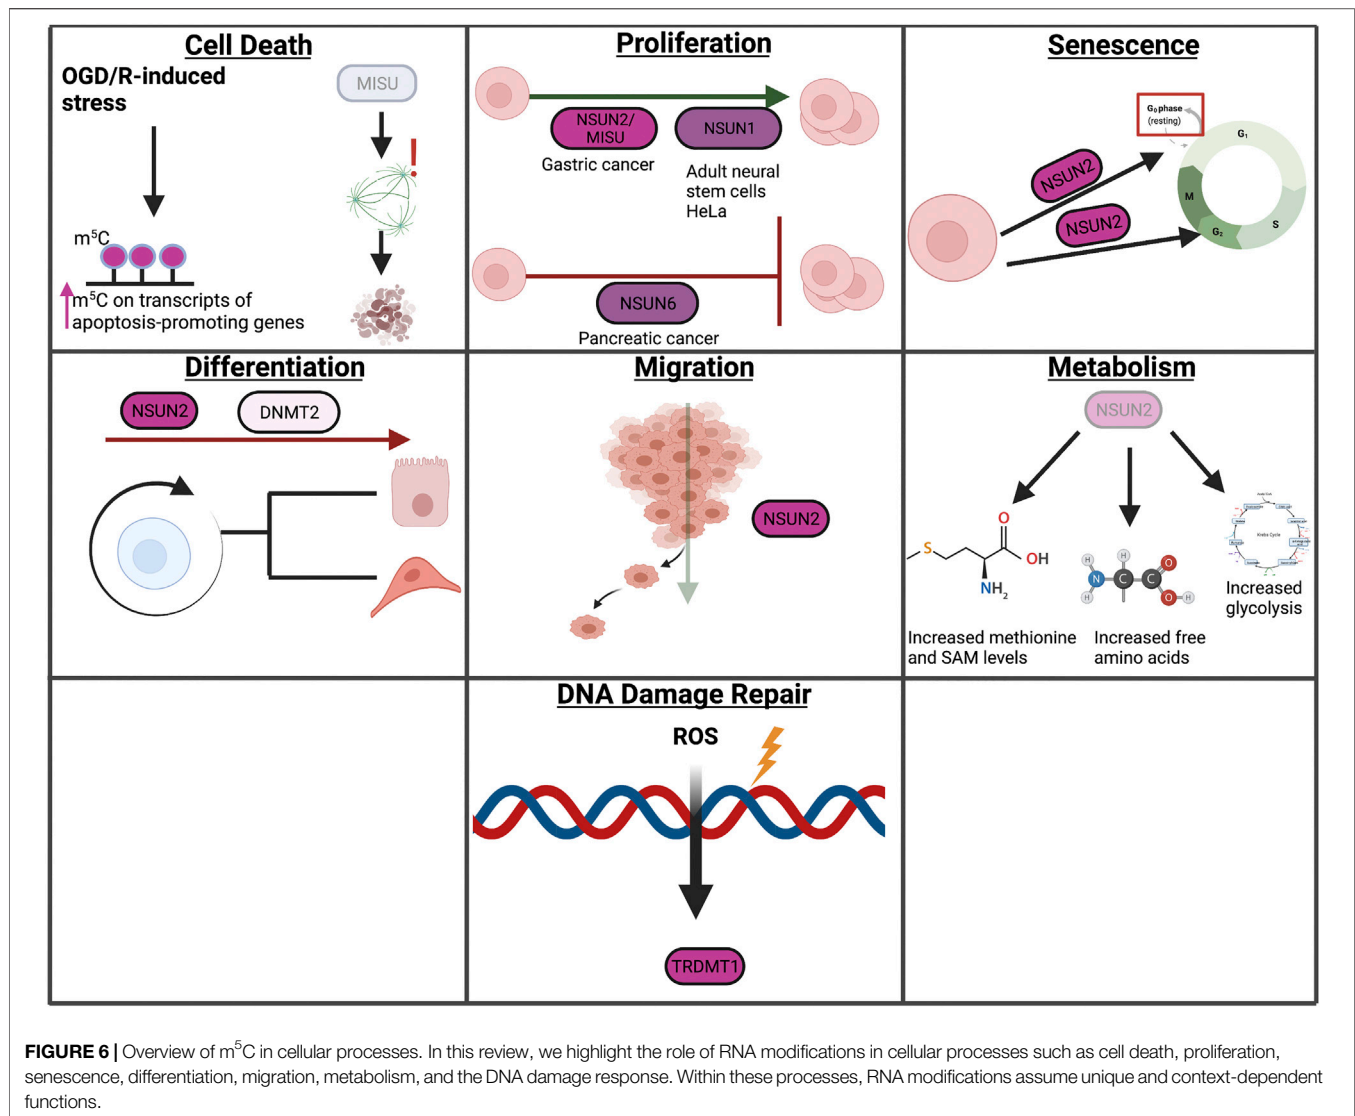 Cell Death
OGD/R-induced
stress
MISU
!
m⁵C
m⁵C on transcripts of
apoptosis-promoting genes
Proliferation
NSUN2/
MISU
NSUN1
Gastric cancer
Adult neural
stem cells
HeLa
NSUN6
Pancreatic cancer
Senescence
G₀ phase
(resting)
G₁
NSUN2
NSUN2
M
G₂
S
Differentiation
NSUN2
DNMT2
Migration
NSUN2
Metabolism
NSUN2
S
O
OH
NH₂
H
H
N
H
C
C
O
O
H
Krebs Cycle
Increased
glycolysis
Increased methionine
and SAM levels
Increased free
amino acids
DNA Damage Repair
ROS
TRDMT1
FIGURE 6 | Overview of m⁵C in cellular processes. In this review, we highlight the role of RNA modifications in cellular processes such as cell death, proliferation,
senescence, differentiation, migration, metabolism, and the DNA damage response. Within these processes, RNA modifications assume unique and context-dependent
functions.